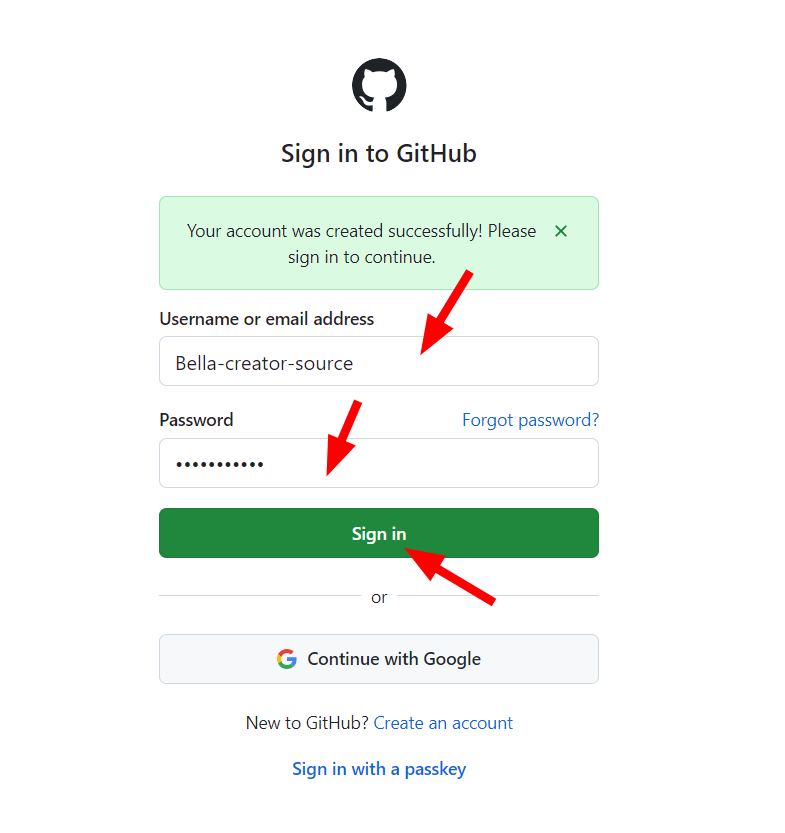 Sign in to GitHub
Your account was created successfully! Please
sign in to continue.
Username or email address
Bella-creator-source
Password Forgot password?
•••••••••••
Sign in
or
Continue with Google
New to GitHub? Create an account
Sign in with a passkey